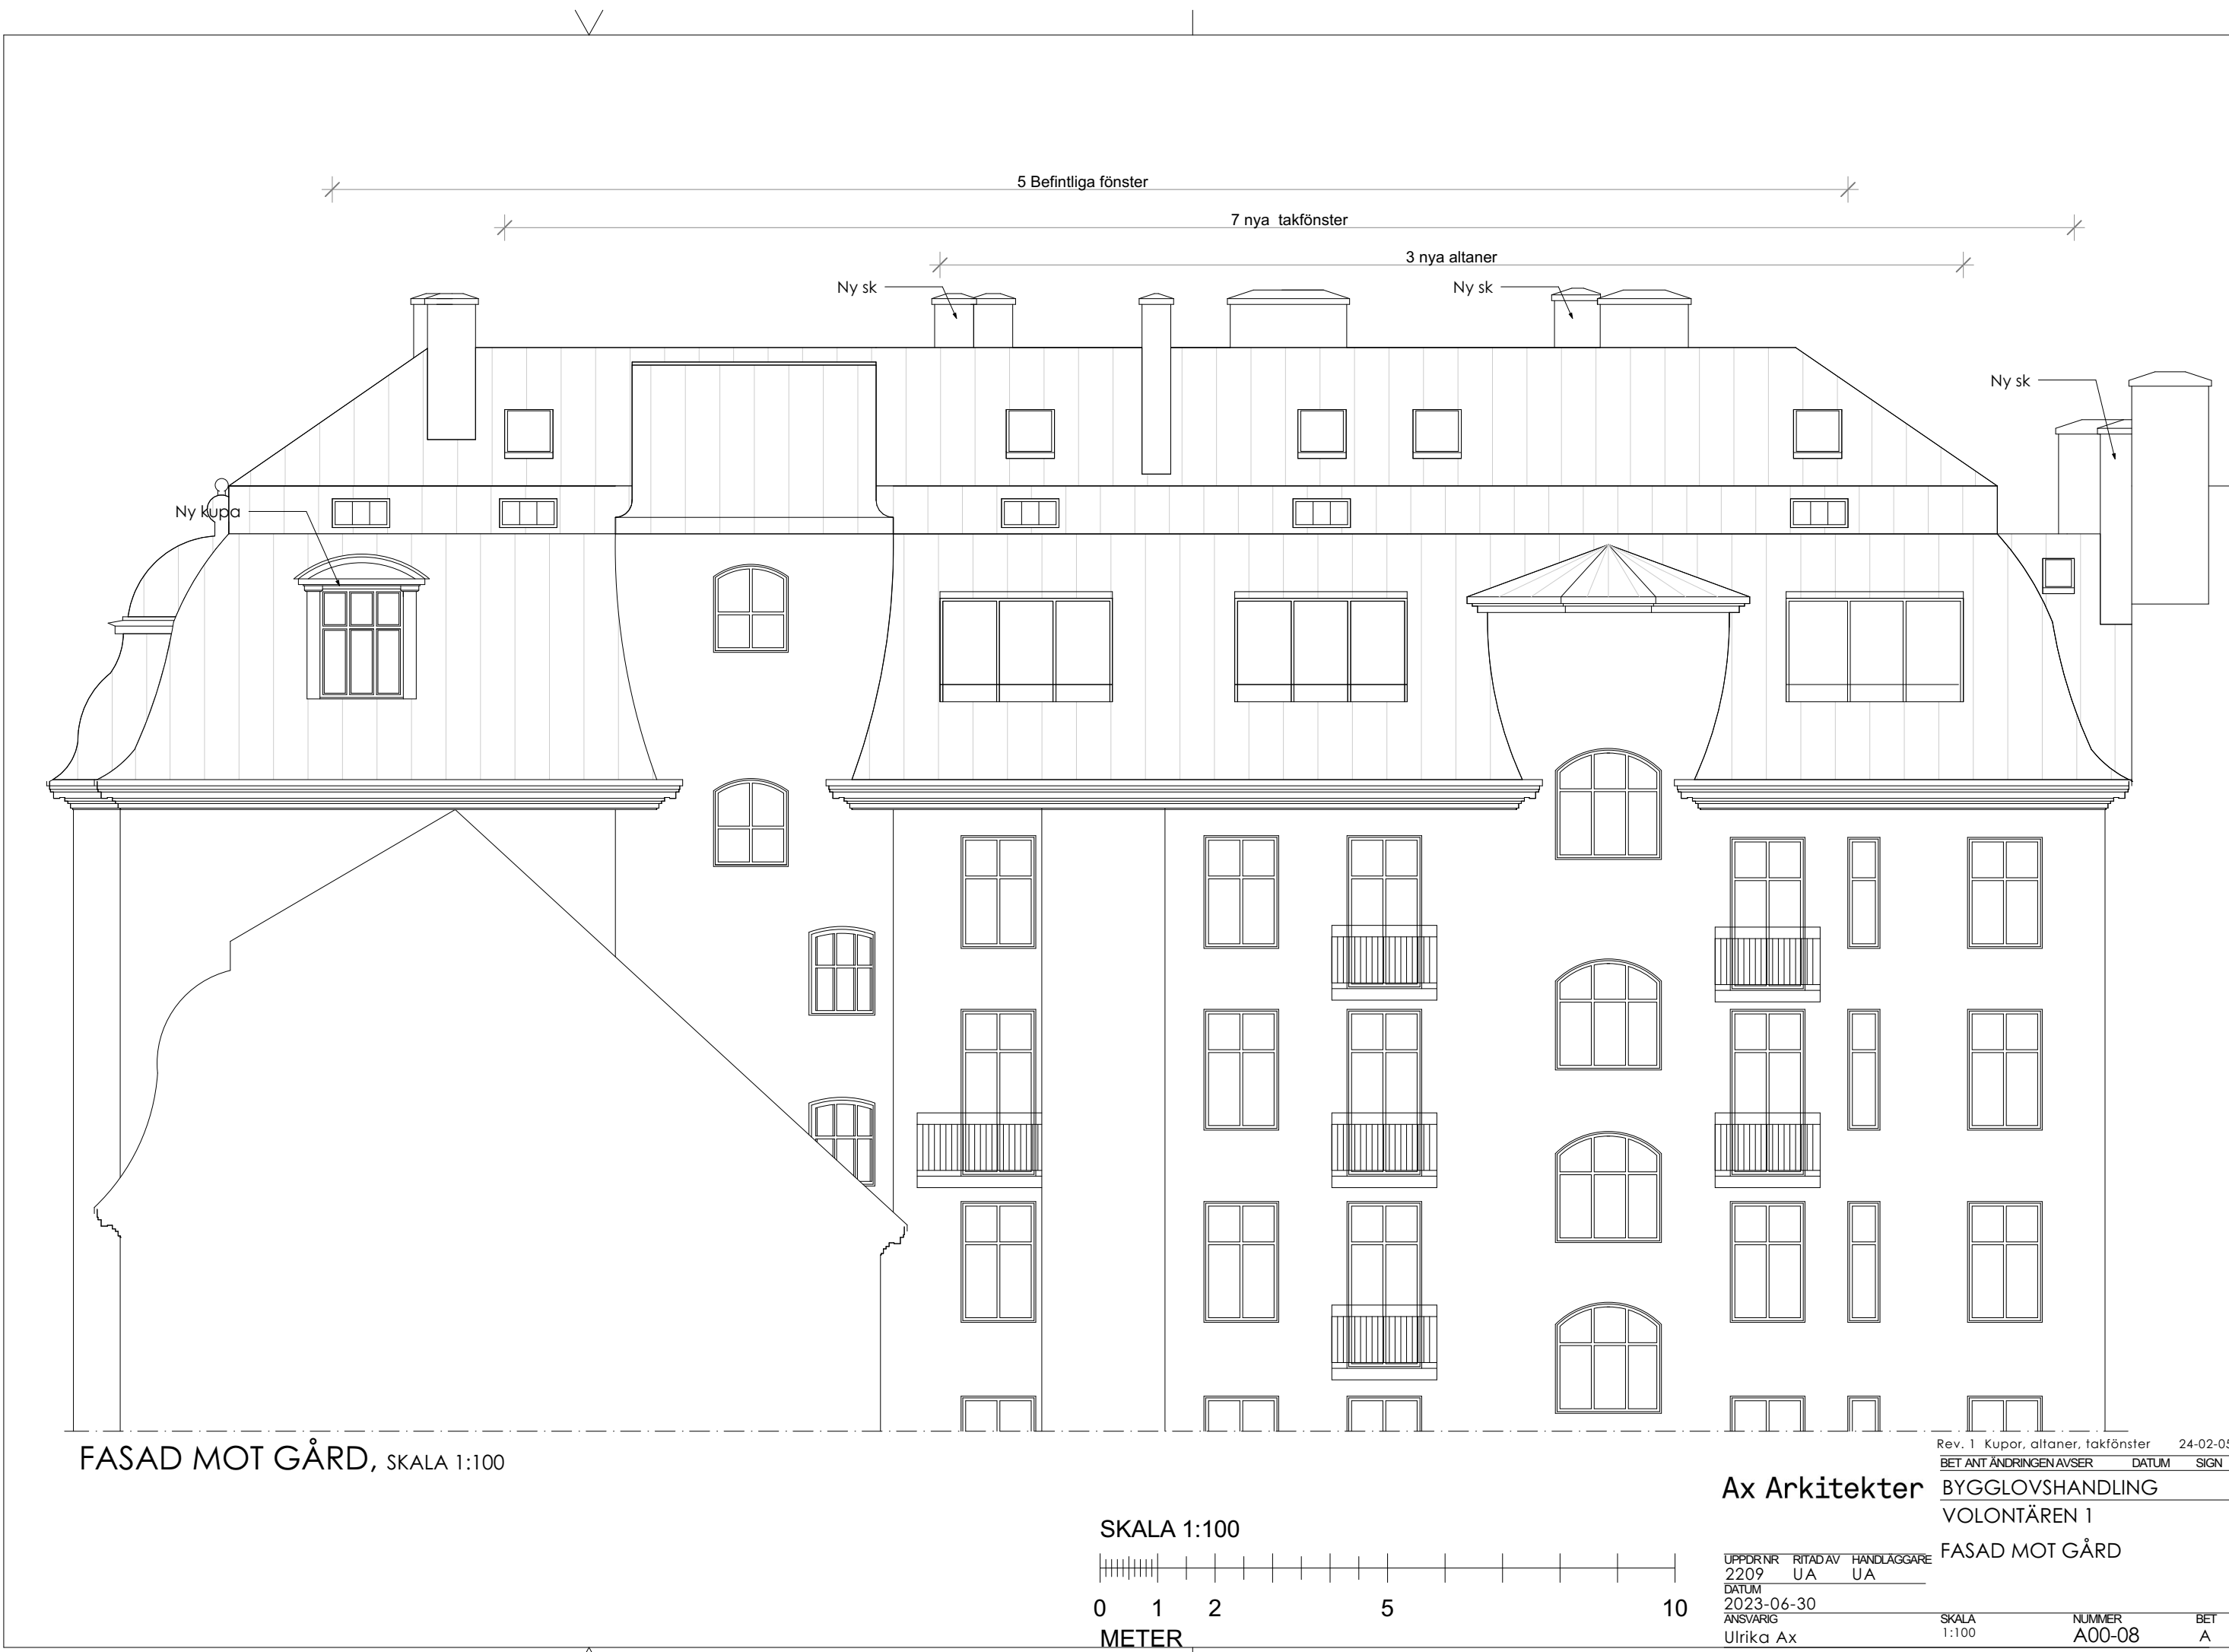 5 Befintliga fönster
7 nya takfönster
3 nya altaner
Ny sk
Ny sk
Ny sk
Ny kupa
FASAD MOT GÅRD, SKALA 1:100
Rev. 1 Kupor, altaner, takfönster 24-02-05
BET ANT ÄNDRINGEN AVSER DATUM SIGN
Ax Arkitekter
BYGGLOVSHANDLING
VOLONTÄREN 1
FASAD MOT GÅRD
SKALA 1:100
0 1 2 5 10
METER
UPPDR NR RITAD AV HANDLÄGGARE
2209 UA UA
DATUM
2023-06-30
ANSVARIG SKALA NUMMER BET
Ulrika Ax 1:100 A00-08 A